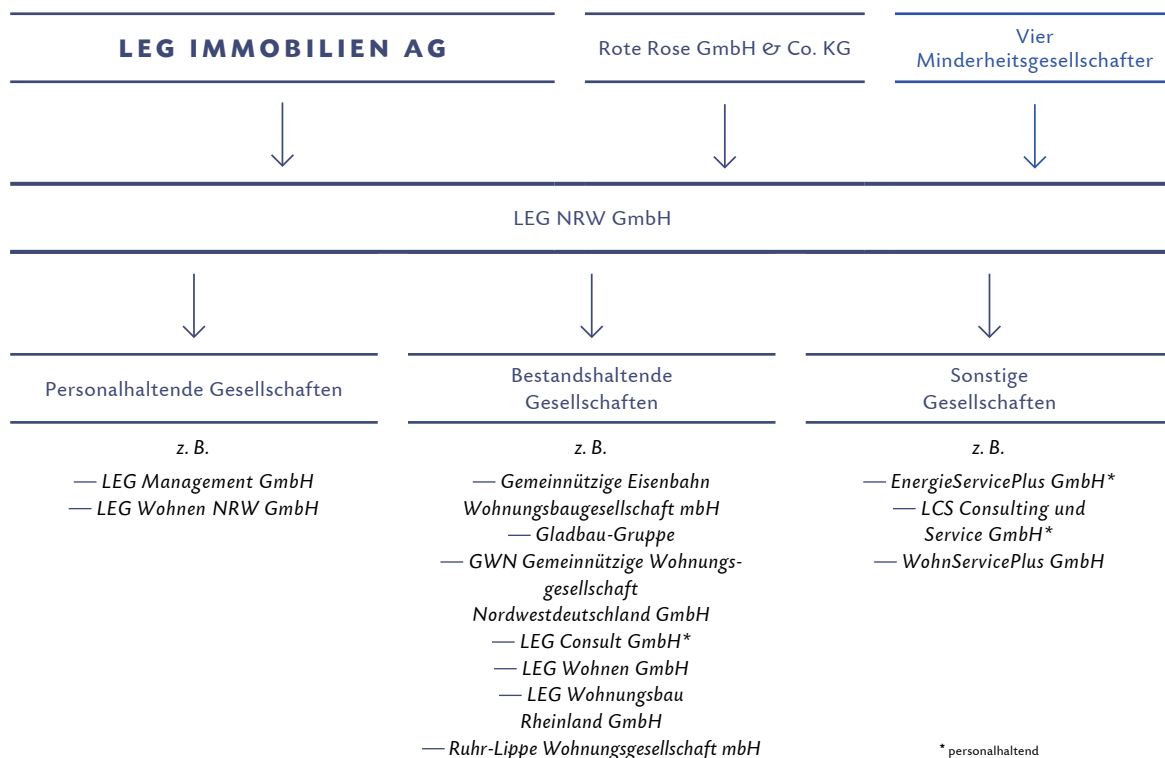 LEG IMMOBILIEN AG
Rote Rose GmbH & Co. KG
Vier
Minderheitsgesellschafter
LEG NRW GmbH
Personalhaltende Gesellschaften
z. B.
— LEG Management GmbH
— LEG Wohnen NRW GmbH
Bestandshaltende
Gesellschaften
z. B.
— Gemeinnützige Eisenbahn
Wohnungsbaugesellschaft mbH
— Gladbau-Gruppe
— GWN Gemeinnützige Wohnungs-
gesellschaft
Nordwestdeutschland GmbH
— LEG Consult GmbH*
— LEG Wohnen GmbH
— LEG Wohnungsbau
Rheinland GmbH
— Ruhr-Lippe Wohnungsgesellschaft mbH
Sonstige
Gesellschaften
z. B.
— EnergieServicePlus GmbH*
— LCS Consulting und
Service GmbH*
— WohnServicePlus GmbH
* personalhaltend